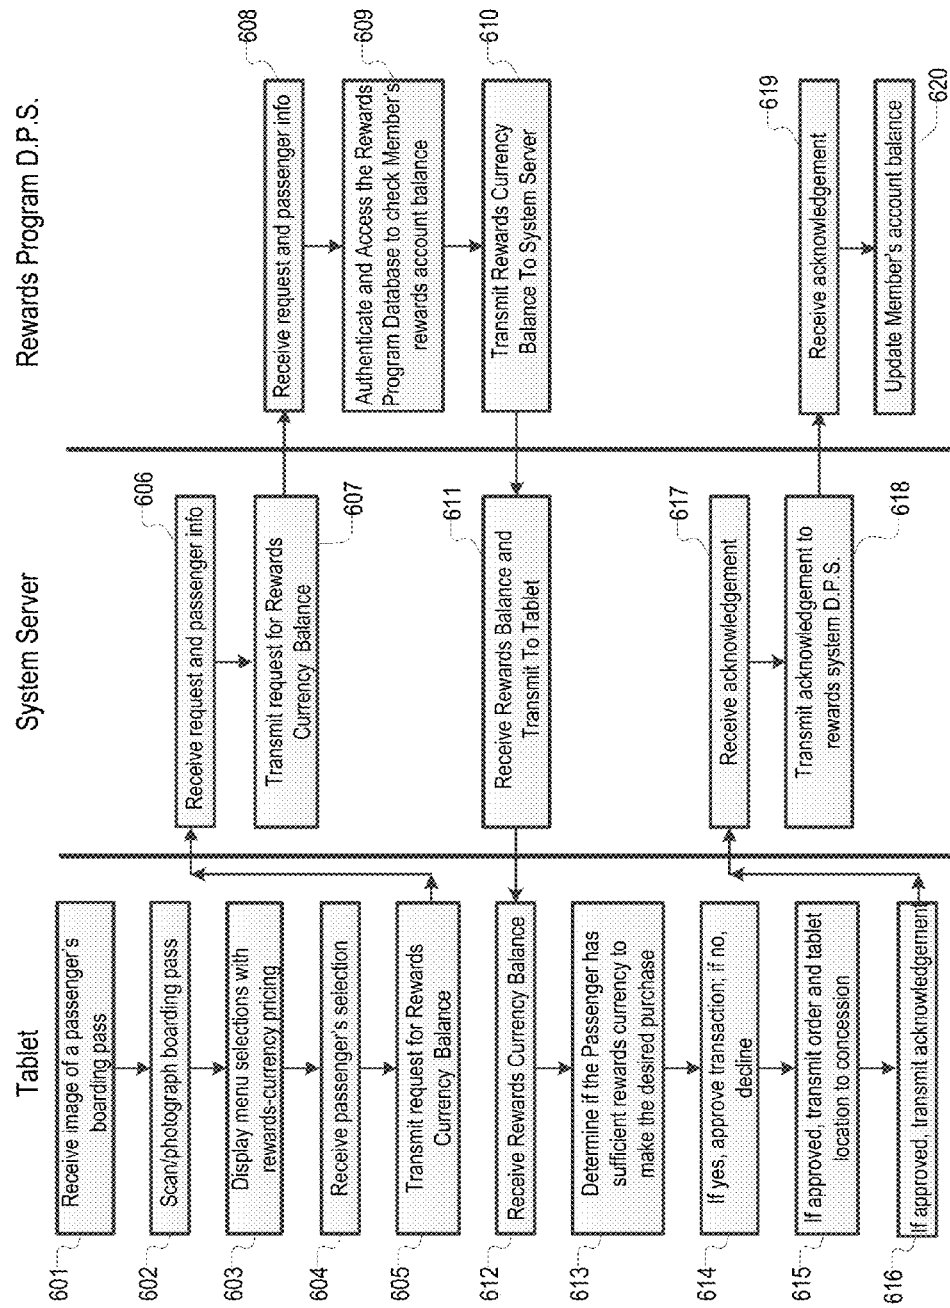 Tablet
601
Receive image of a passenger's
boarding pass
602
Scan/photograph boarding pass
603
Display menu selections with
rewards-currency pricing
604
Receive passenger's selection
605
Transmit request for Rewards
Currency Balance
612
Receive Rewards Currency Balance
613
Determine if the Passenger has
sufficient rewards currency to
make the desired purchase
614
If yes, approve transaction; if no,
decline
615
If approved, transmit order and tablet
location to concession
616
If approved, transmit acknowledgement
System Server
606
Receive request and passenger info
607
Transmit request for Rewards
Currency Balance
611
Receive Rewards Balance and
Transmit To Tablet
617
Receive acknowledgement
618
Transmit acknowledgement to
rewards system D.P.S.
Rewards Program D.P.S.
608
Receive request and passenger info
609
Authenticate and Access the Rewards
Program Database to check Member's
rewards account balance
610
Transmit Rewards Currency
Balance To System Server
619
Receive acknowledgement
620
Update Member's account balance